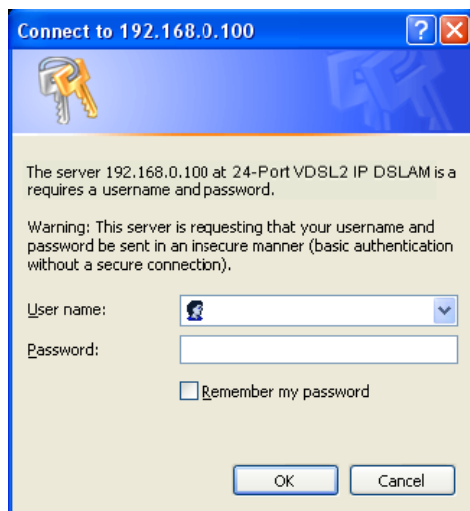 Connect to 192.168.0.100
The server 192.168.0.100 at 24-Port VDSL2 IP DSLAM is a
requires a username and password.
Warning: This server is requesting that your username and
password be sent in an insecure manner (basic authentication
without a secure connection).
User name:
Password:
Remember my password
OK Cancel